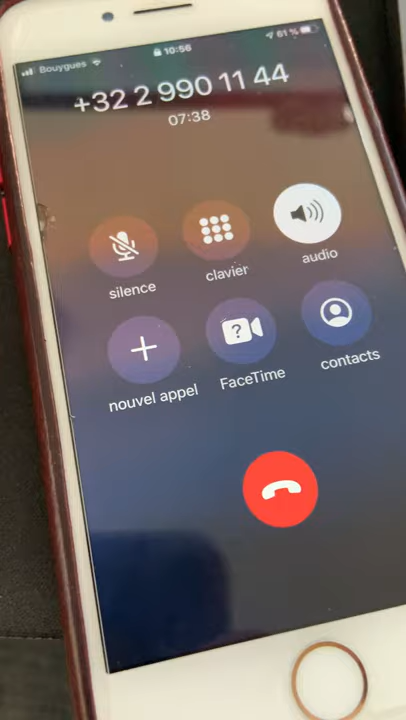 Bouygues 10:56 61 %
+32 2 990 11 44
07:38
silence clavier audio
nouvel appel FaceTime contacts